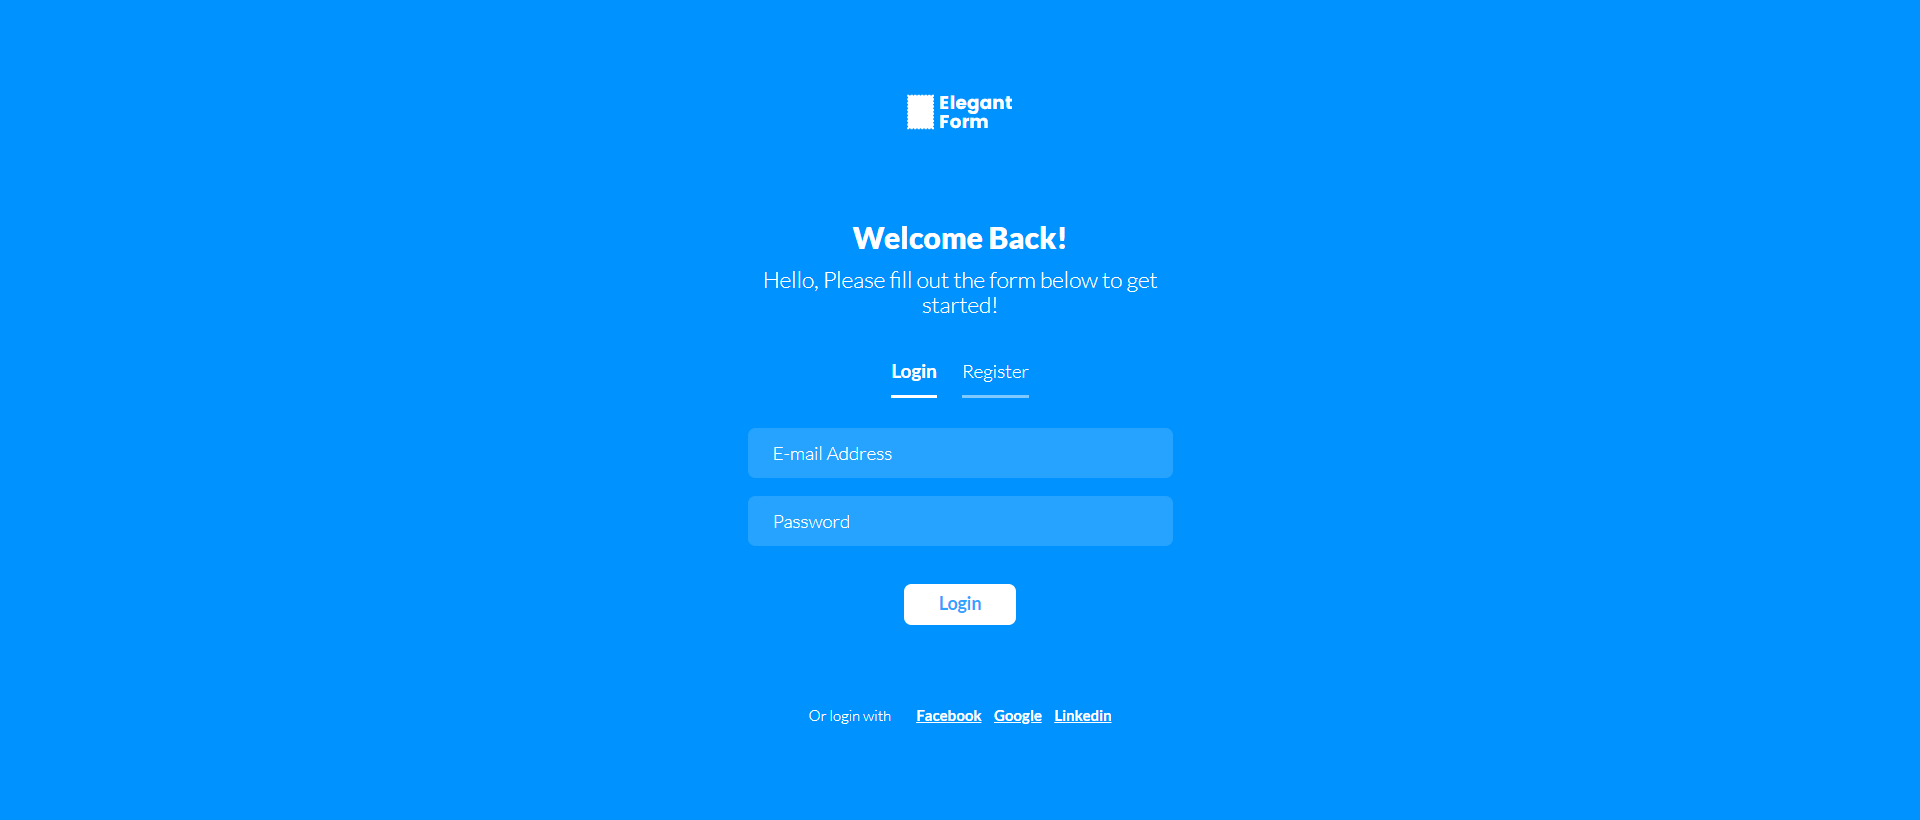 Elegant
Form
Welcome Back!
Hello, Please fill out the form below to get
started!
Login Register
E-mail Address
Password
Login
Or login with Facebook Google Linkedin